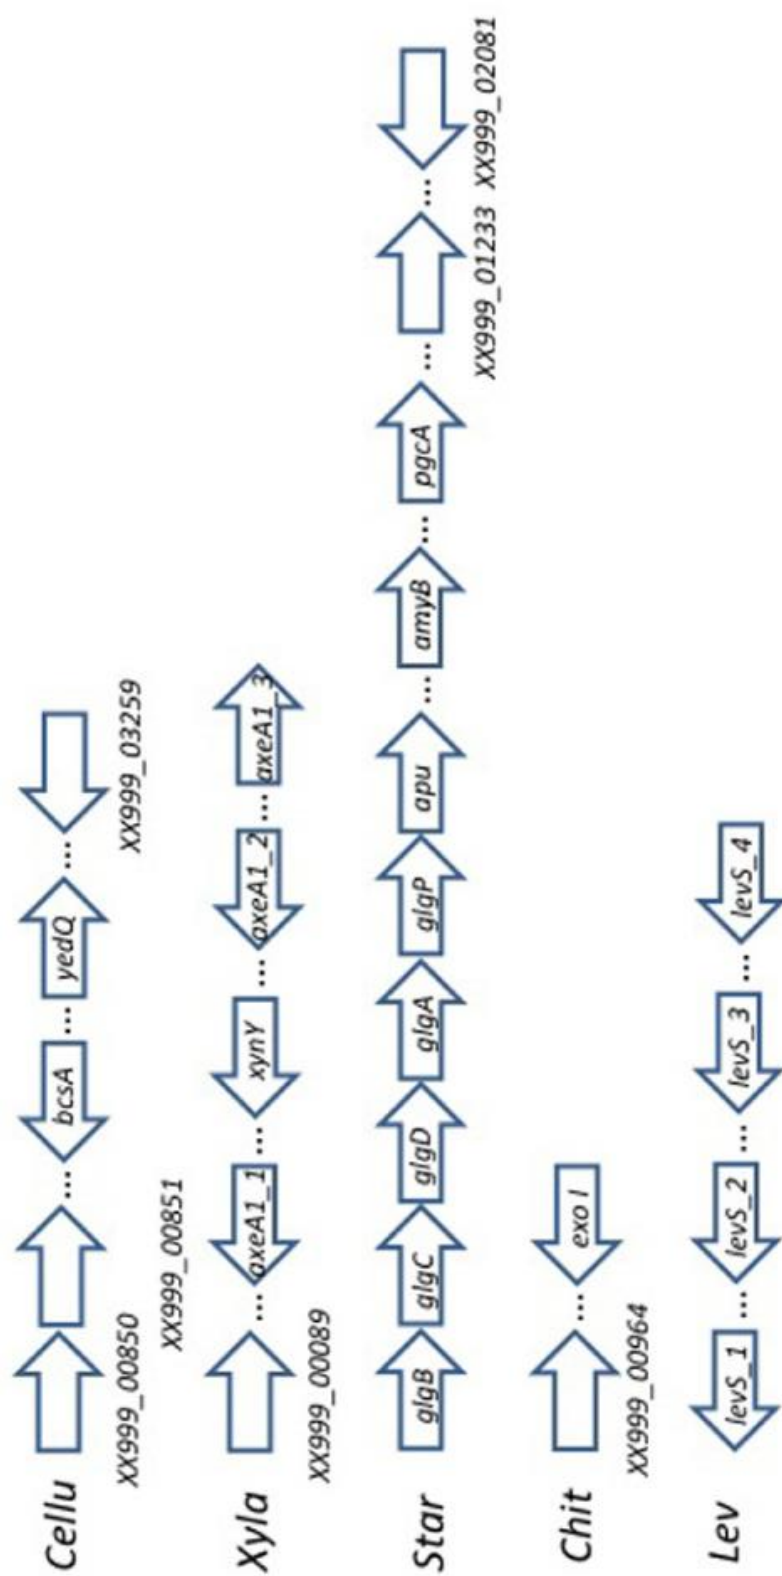 Cellu
XX999_00850
XX999_00851
...
bcsA
...
yedQ
...
XX999_03259
Xyla
XX999_00089
...
axeA1_1
...
xynY
...
axeA1_2
...
axeA1_3
Star
glgB
glgC
glgD
glgA
glgP
apu
...
amyB
...
pgcA
...
XX999_01233
...
XX999_02081
Chit
XX999_00964
...
exo I
Lev
levS_1
...
levS_2
...
levS_3
...
levS_4